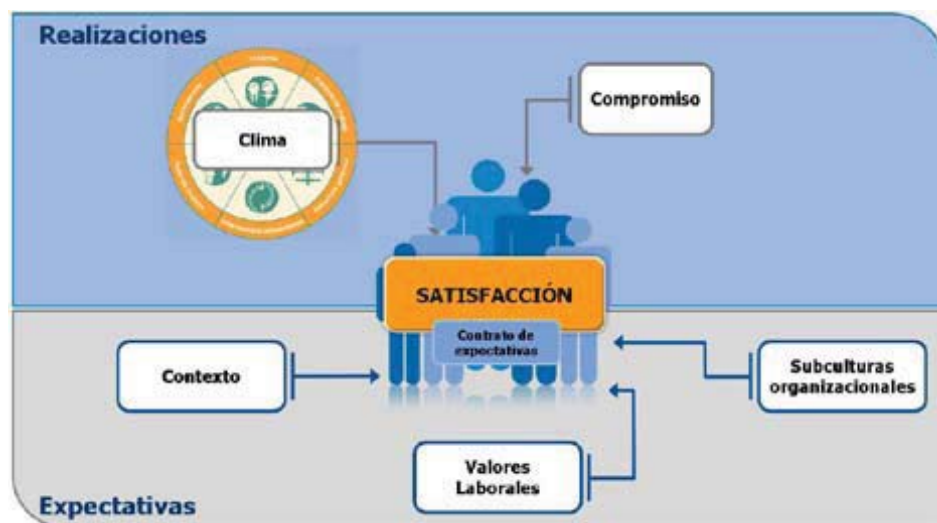 Realizaciones
Compromiso
Clima
SATISFACCIÓN
Contrato de
expectativas
Contexto
Subculturas
organizacionales
Valores
Laborales
Expectativas